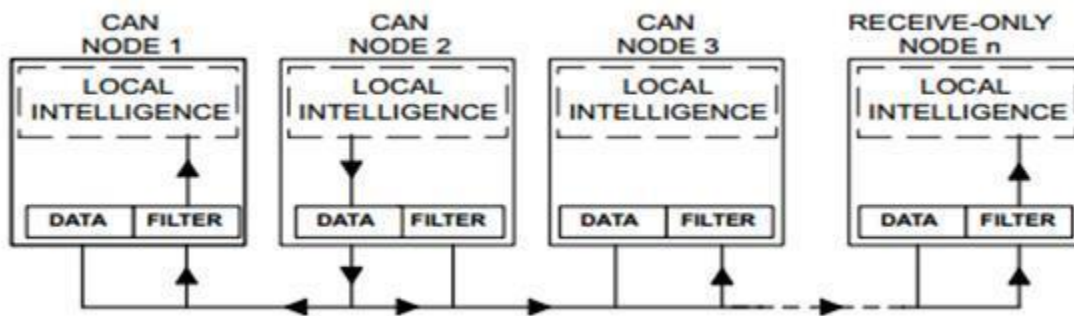 CAN
NODE 1
LOCAL
INTELLIGENCE
DATA
FILTER
CAN
NODE 2
LOCAL
INTELLIGENCE
DATA
FILTER
CAN
NODE 3
LOCAL
INTELLIGENCE
DATA
FILTER
RECEIVE-ONLY
NODE n
LOCAL
INTELLIGENCE
DATA
FILTER